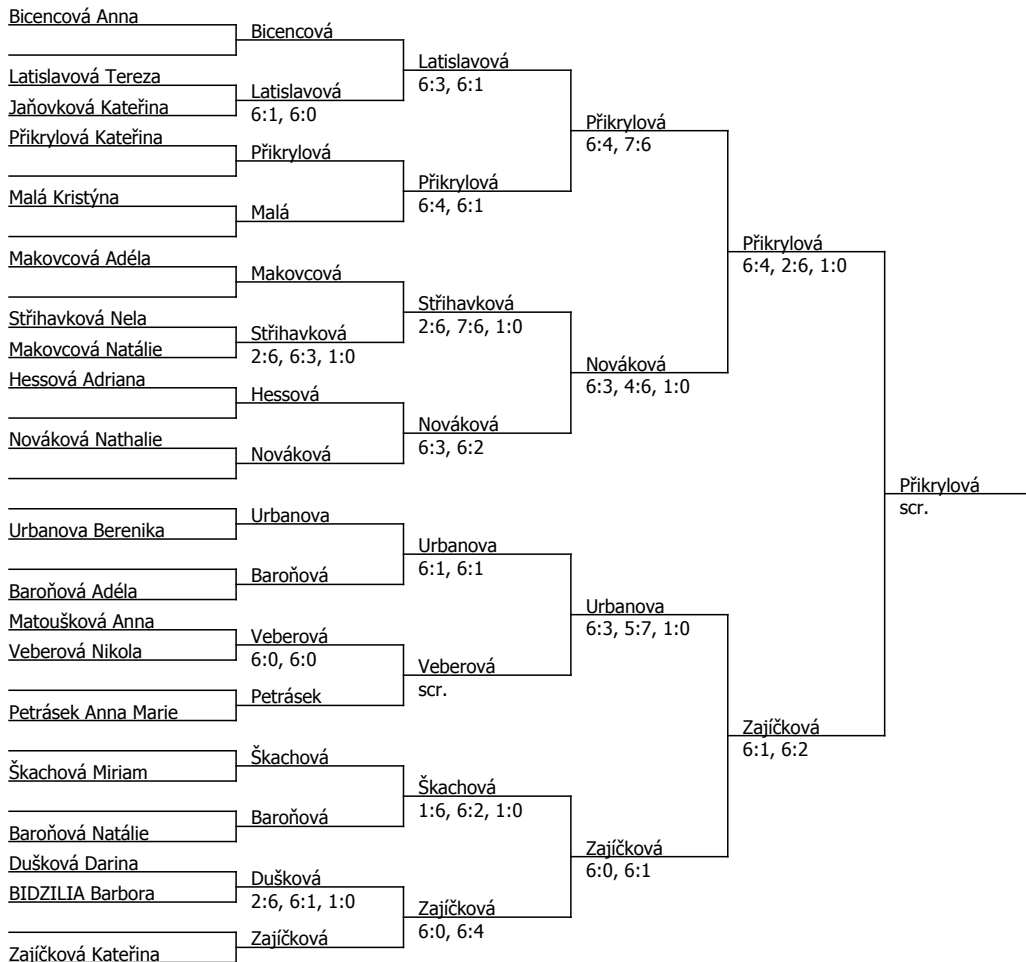 Bicencová Anna
Latislavová Tereza
Jaňovková Kateřina
Přikrylová Kateřina
Malá Kristýna
Makovcová Adéla
Střihavková Nela
Makovcová Natálie
Hessová Adriana
Nováková Nathalie
Urbanova Berenika
Baroňová Adéla
Matoušková Anna
Veberová Nikola
Petrásek Anna Marie
Škachová Miriam
Baroňová Natálie
Dušková Darina
BIDZILIA Barbora
Zajíčková Kateřina
Bicencová
Latislavová
6:1, 6:0
Přikrylová
Malá
Makovcová
Střihavková
2:6, 6:3, 1:0
Hessová
Nováková
Urbanova
Baroňová
Veberová
6:0, 6:0
Petrásek
Škachová
Baroňová
Dušková
2:6, 6:1, 1:0
Zajíčková
Latislavová
6:3, 6:1
Přikrylová
6:4, 6:1
Střihavková
2:6, 7:6, 1:0
Nováková
6:3, 6:2
Urbanova
6:1, 6:1
Veberová
scr.
Škachová
1:6, 6:2, 1:0
Zajíčková
6:0, 6:4
Přikrylová
6:4, 7:6
Nováková
6:3, 4:6, 1:0
Urbanova
6:3, 5:7, 1:0
Zajíčková
6:0, 6:1
Přikrylová
6:4, 2:6, 1:0
Zajíčková
6:1, 6:2
Přikrylová
scr.